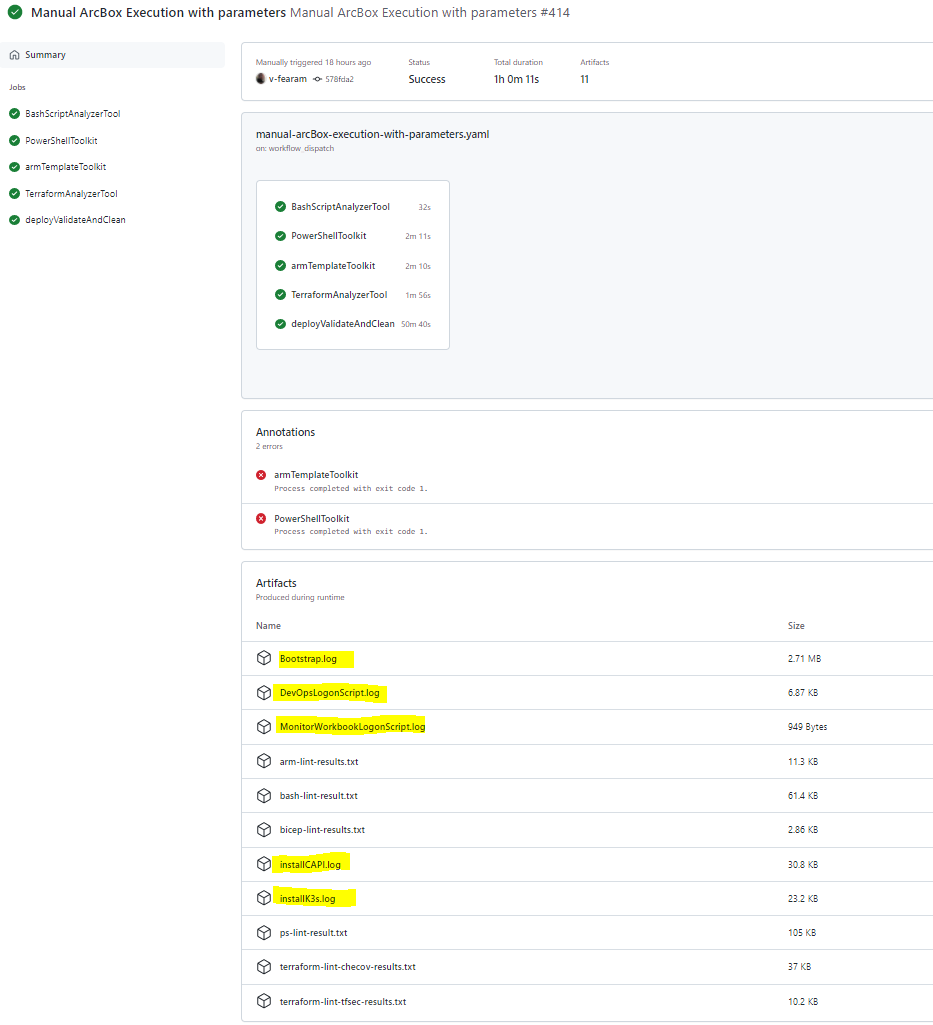 Manual ArcBox Execution with parameters Manual ArcBox Execution with parameters #414
Summary
Jobs
BashScriptAnalyzerTool
PowerShellToolkit
armTemplateToolkit
TerraformAnalyzerTool
deployValidateAndClean
Manually triggered 18 hours ago
v-fearam 578fda2
Status
Success
Total duration
1h 0m 11s
Artifacts
11
manual-arcBox-execution-with-parameters.yaml
on: workflow_dispatch
BashScriptAnalyzerTool 32s
PowerShellToolkit 2m 11s
armTemplateToolkit 2m 10s
TerraformAnalyzerTool 1m 56s
deployValidateAndClean 50m 40s
Annotations
2 errors
armTemplateToolkit
Process completed with exit code 1.
PowerShellToolkit
Process completed with exit code 1.
Artifacts
Produced during runtime
Name Size
Bootstrap.log 2.71 MB
DevOpsLogonScript.log 6.87 KB
MonitorWorkbookLogonScript.log 949 Bytes
arm-lint-results.txt 11.3 KB
bash-lint-result.txt 61.4 KB
bicep-lint-results.txt 2.86 KB
installCAPI.log 30.8 KB
installK3s.log 23.2 KB
ps-lint-result.txt 105 KB
terraform-lint-checov-results.txt 37 KB
terraform-lint-tfsec-results.txt 10.2 KB